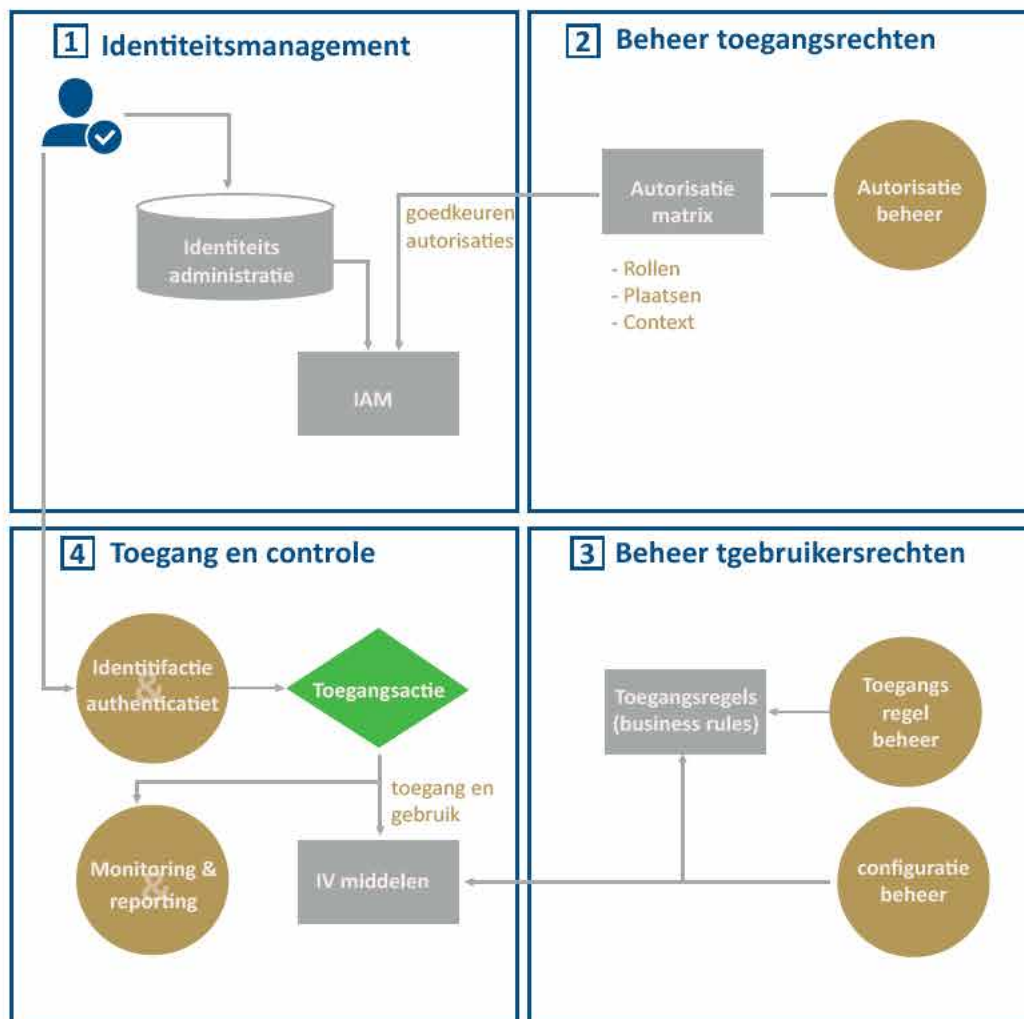 1 Identiteitsmanagement
Identiteits
administratie
IAM
goedkeuren
autorisaties
2 Beheer toegangsrechten
Autorisatie
matrix
- Rollen
- Plaatsen
- Context
Autorisatie
beheer
4 Toegang en controle
Identitifactie
&
authenticatiet
Toegangsactie
toegang en
gebruik
Monitoring &
&
reporting
IV middelen
3 Beheer tgebruikersrechten
Toegangsregels
(business rules)
Toegangs
regel
beheer
configuratie
beheer